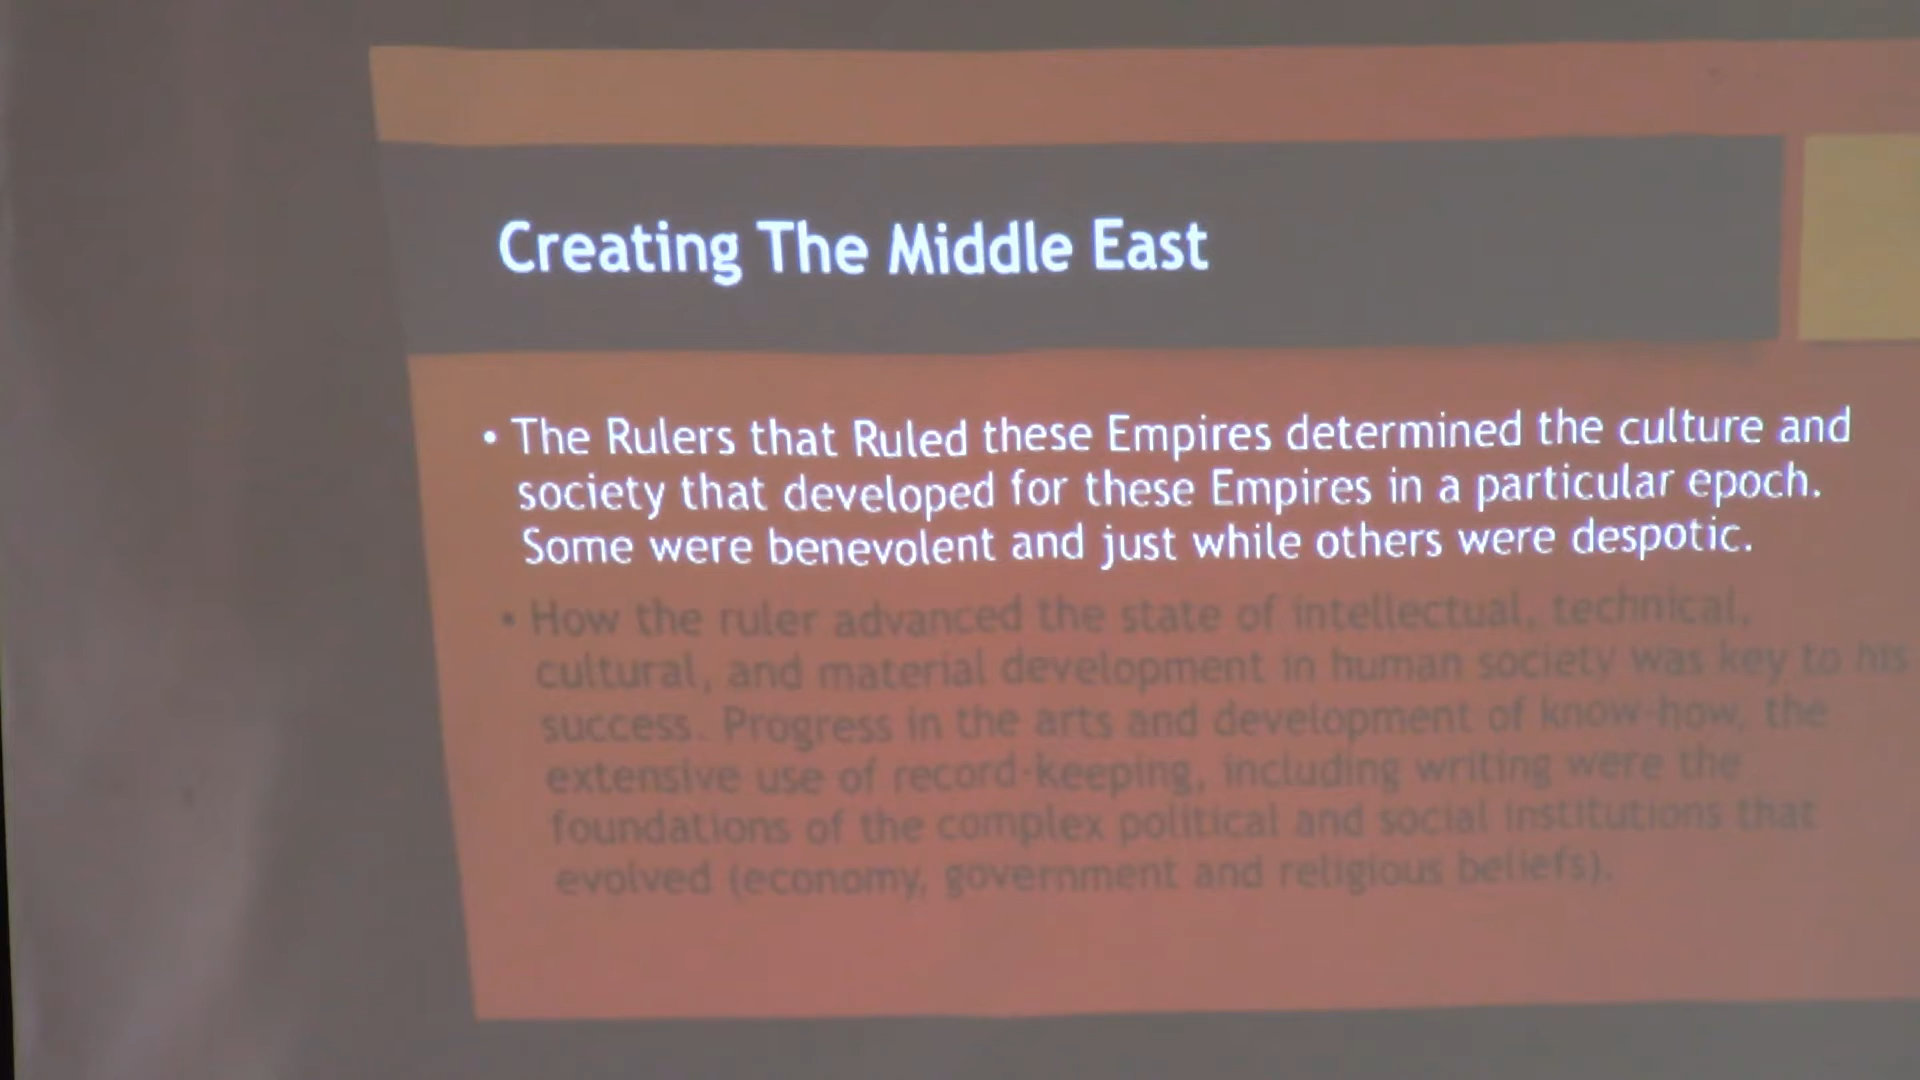 Creating The Middle East
• The Rulers that Ruled these Empires determined the culture and
society that developed for these Empires in a particular epoch.
Some were benevolent and just while others were despotic.
• How the ruler advanced the state of intellectual, technical,
cultural, and material development in human society was key to his
success. Progress in the arts and development of know-how, the
extensive use of record-keeping, including writing were the
foundations of the complex political and social institutions that
evolved (economy, government and religious beliefs).